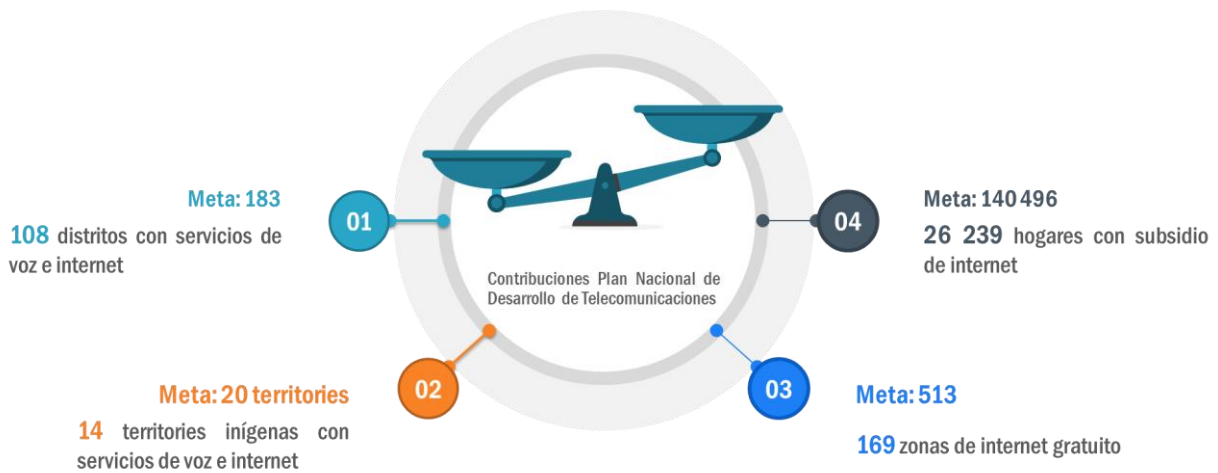 Meta: 183
01
108 distritos con servicios de
voz e internet
Meta: 20 territories
02
14 territories inígenas con
servicios de voz e internet
Contribuciones Plan Nacional de
Desarrollo de Telecomunicaciones
03
Meta: 513
169 zonas de internet gratuito
04
Meta: 140 496
26 239 hogares con subsidio
de internet